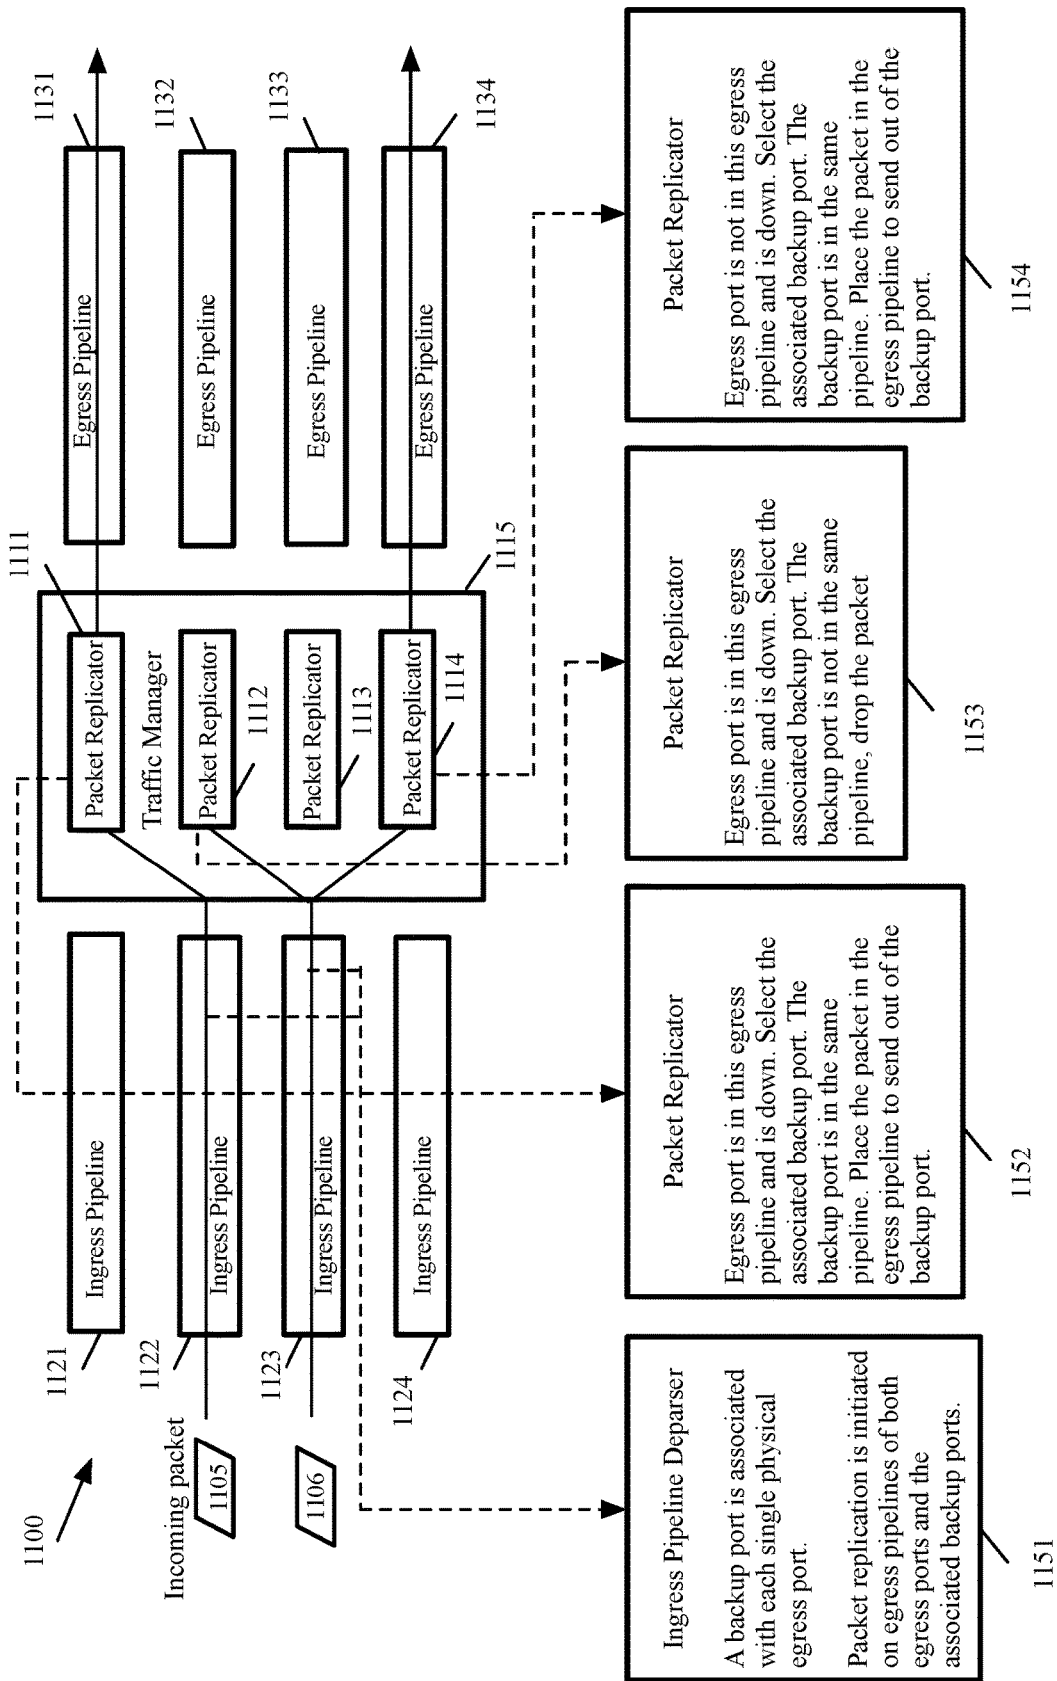 1100
Incoming packet
1105
1106
1121
Ingress Pipeline
1122
Ingress Pipeline
1123
Ingress Pipeline
1124
Ingress Pipeline
1111
Packet Replicator
Traffic Manager
Packet Replicator
1112
Packet Replicator
1113
Packet Replicator
1114
1115
1131
Egress Pipeline
1132
Egress Pipeline
1133
Egress Pipeline
1134
Egress Pipeline
Ingress Pipeline Deparser
A backup port is associated
with each single physical
egress port.
Packet replication is initiated
on egress pipelines of both
egress ports and the
associated backup ports.
1151
Packet Replicator
Egress port is in this egress
pipeline and is down. Select the
associated backup port. The
backup port is in the same
pipeline. Place the packet in the
egress pipeline to send out of the
backup port.
1152
Packet Replicator
Egress port is in this egress
pipeline and is down. Select the
associated backup port. The
backup port is not in the same
pipeline, drop the packet
1153
Packet Replicator
Egress port is not in this egress
pipeline and is down. Select the
associated backup port. The
backup port is in the same
pipeline. Place the packet in the
egress pipeline to send out of the
backup port.
1154